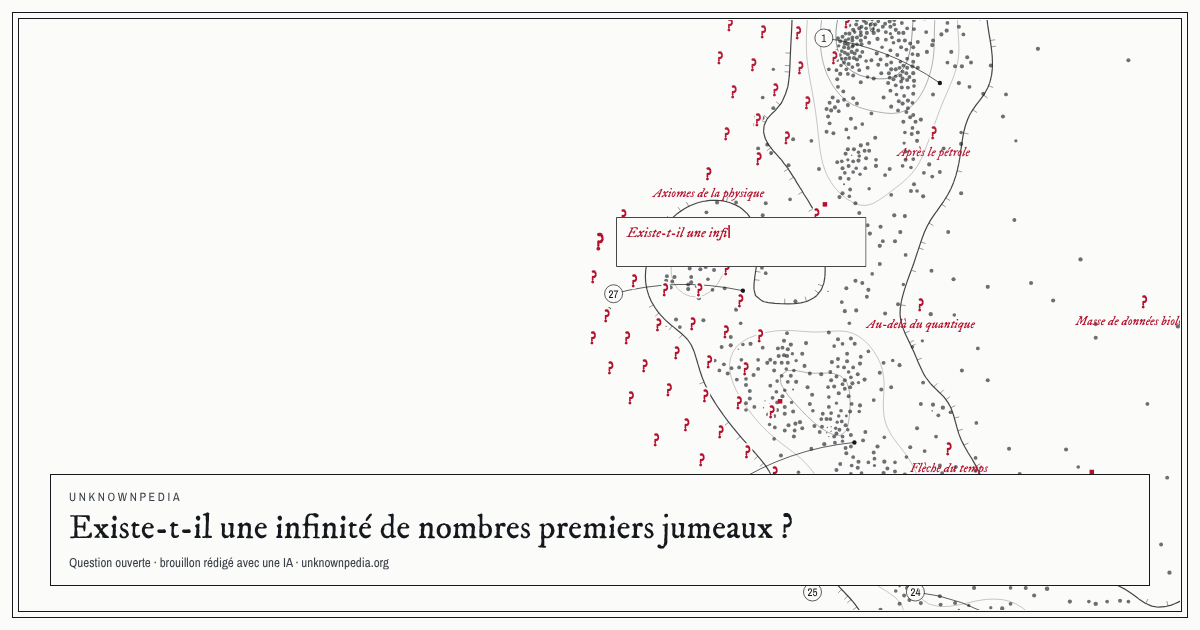 1
Après le pétrole
Axiomes de la physique
Existe-t-il une infi
27
Au-delà du quantique
Masse de données biol
Flèche du temps
UNKNOWNPEDIA
Existe-t-il une infinité de nombres premiers jumeaux ?
Question ouverte · brouillon rédigé avec une IA · unknownpedia.org
25
24